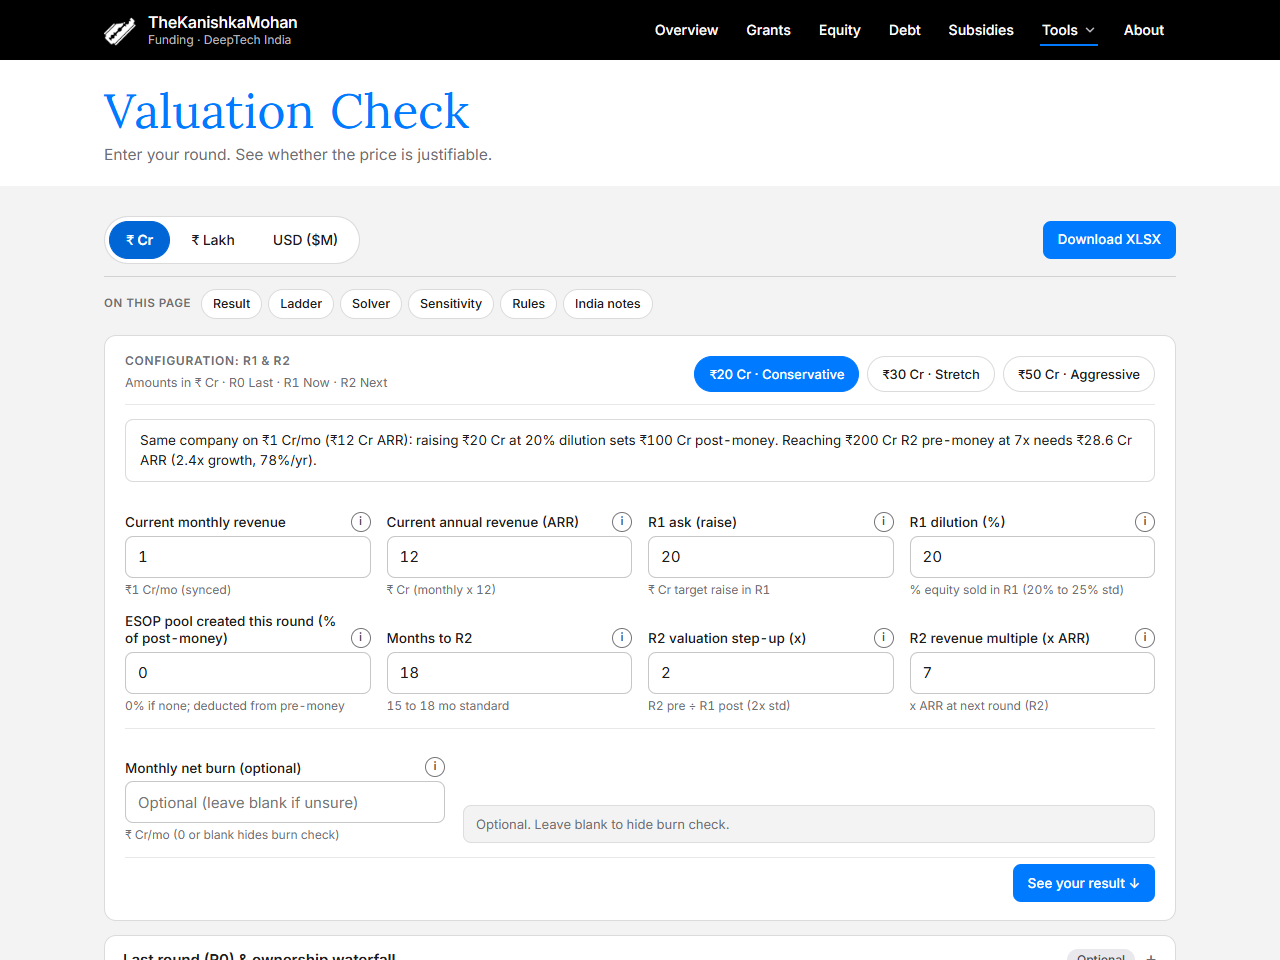 TheKanishkaMohan
Funding · DeepTech India
Overview
Grants
Equity
Debt
Subsidies
Tools
About
Valuation Check
Enter your round. See whether the price is justifiable.
₹ Cr
₹ Lakh
USD ($M)
Download XLSX
ON THIS PAGE
Result
Ladder
Solver
Sensitivity
Rules
India notes
CONFIGURATION: R1 & R2
Amounts in ₹ Cr · R0 Last · R1 Now · R2 Next
₹20 Cr · Conservative
₹30 Cr · Stretch
₹50 Cr · Aggressive
Same company on ₹1 Cr/mo (₹12 Cr ARR): raising ₹20 Cr at 20% dilution sets ₹100 Cr post-money. Reaching ₹200 Cr R2 pre-money at 7x needs ₹28.6 Cr
ARR (2.4x growth, 78%/yr).
Current monthly revenue
i
Current annual revenue (ARR)
i
R1 ask (raise)
i
R1 dilution (%)
i
1
12
20
20
₹1 Cr/mo (synced)
₹ Cr (monthly x 12)
₹ Cr target raise in R1
% equity sold in R1 (20% to 25% std)
ESOP pool created this round (%
of post-money)
i
Months to R2
i
R2 valuation step-up (x)
i
R2 revenue multiple (x ARR)
i
0
18
2
7
0% if none; deducted from pre-money
15 to 18 mo standard
R2 pre ÷ R1 post (2x std)
x ARR at next round (R2)
Monthly net burn (optional)
i
Optional (leave blank if unsure)
Optional. Leave blank to hide burn check.
₹ Cr/mo (0 or blank hides burn check)
See your result ↓
Last round (R0) & ownership waterfall
Optional
+